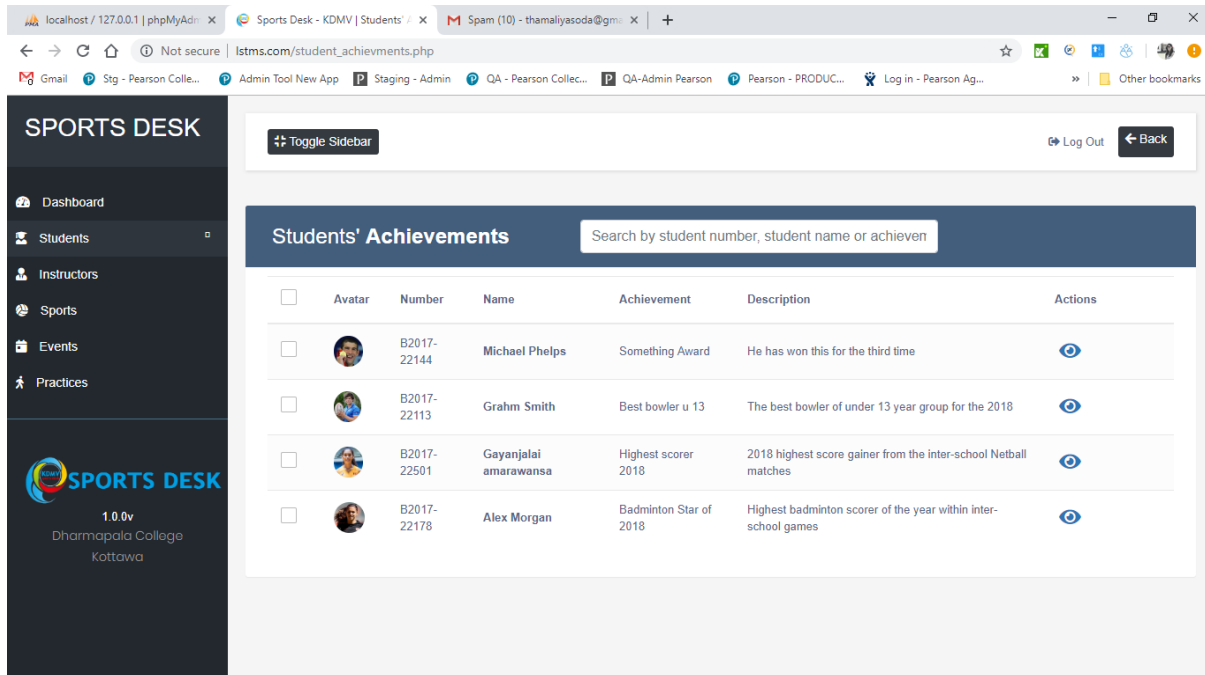 localhost / 127.0.0.1 | phpMyAdm
Sports Desk - KDMV | Students' A
Spam (10) - thamaliyasoda@gma
Not secure | lstms.com/student_achievments.php
Gmail
Stg - Pearson Colle...
Admin Tool New App
Staging - Admin
QA - Pearson Collec...
QA-Admin Pearson
Pearson - PRODUC...
Log in - Pearson Ag...
» Other bookmarks
SPORTS DESK
Toggle Sidebar
Log Out
Back
Dashboard
Students
Instructors
Sports
Events
Practices
KDMV SPORTS DESK
1.0.0v
Dharmapala College
Kottawa
Students' Achievements
Search by student number, student name or achievem
Avatar Number Name Achievement Description Actions
B2017-
22144
Michael Phelps
Something Award
He has won this for the third time
B2017-
22113
Grahm Smith
Best bowler u 13
The best bowler of under 13 year group for the 2018
B2017-
22501
Gayanjalai
amarawansa
Highest scorer
2018
2018 highest score gainer from the inter-school Netball
matches
B2017-
22178
Alex Morgan
Badminton Star of
2018
Highest badminton scorer of the year within inter-
school games